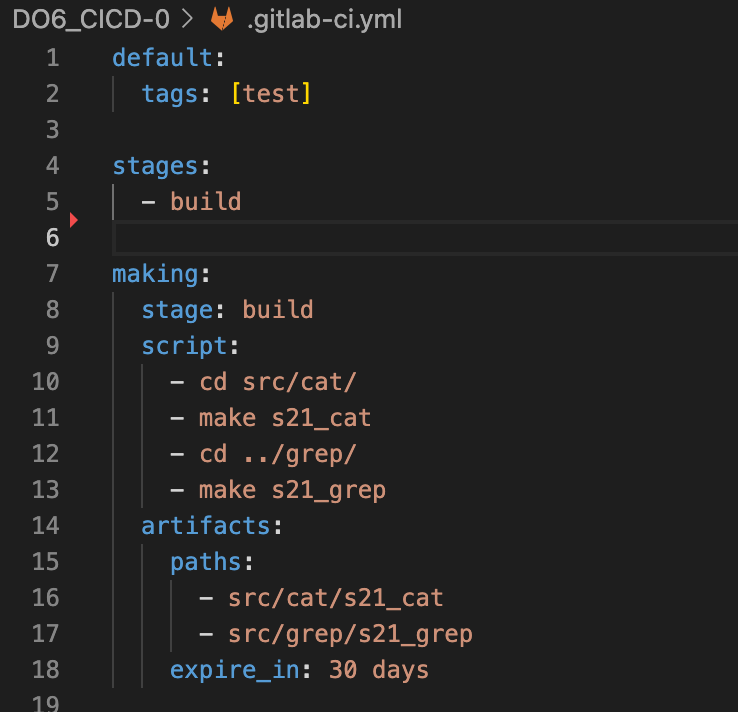 DO6_CICD-0 > .gitlab-ci.yml
1 default:
2   tags: [test]
3
4 stages:
5   - build
6
7 making:
8   stage: build
9   script:
10     - cd src/cat/
11     - make s21_cat
12     - cd ../grep/
13     - make s21_grep
14   artifacts:
15     paths:
16       - src/cat/s21_cat
17       - src/grep/s21_grep
18     expire_in: 30 days
19